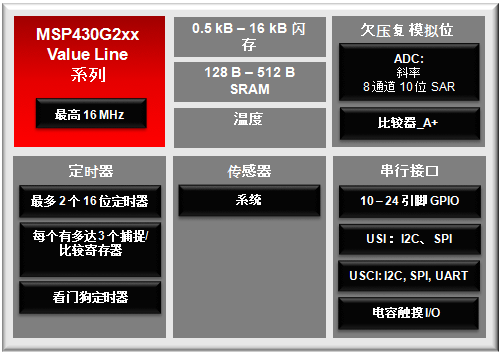 MSP430G2xx
Value Line
系列
最高 16 MHz
0.5 kB – 16 kB 闪
存
128 B – 512 B
SRAM
温度
欠压复 模拟位
ADC:
斜率
8 通道 10 位 SAR
比较器_A+
定时器
最多 2 个 16 位定时器
每个有多达 3 个捕捉/
比较寄存器
看门狗定时器
传感器
系统
串行接口
10 – 24 引脚 GPIO
USI： I2C、 SPI
USCI: I2C, SPI, UART
电容触摸 I/O